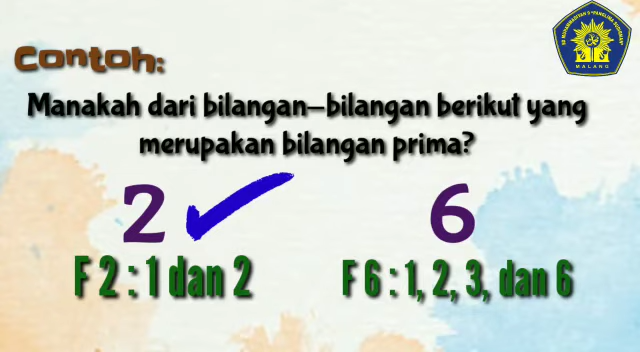 Contoh:
Manakah dari bilangan–bilangan berikut yang
merupakan bilangan prima?
2 6
F 2 : 1 dan 2 F 6 : 1, 2, 3, dan 6
MALANG